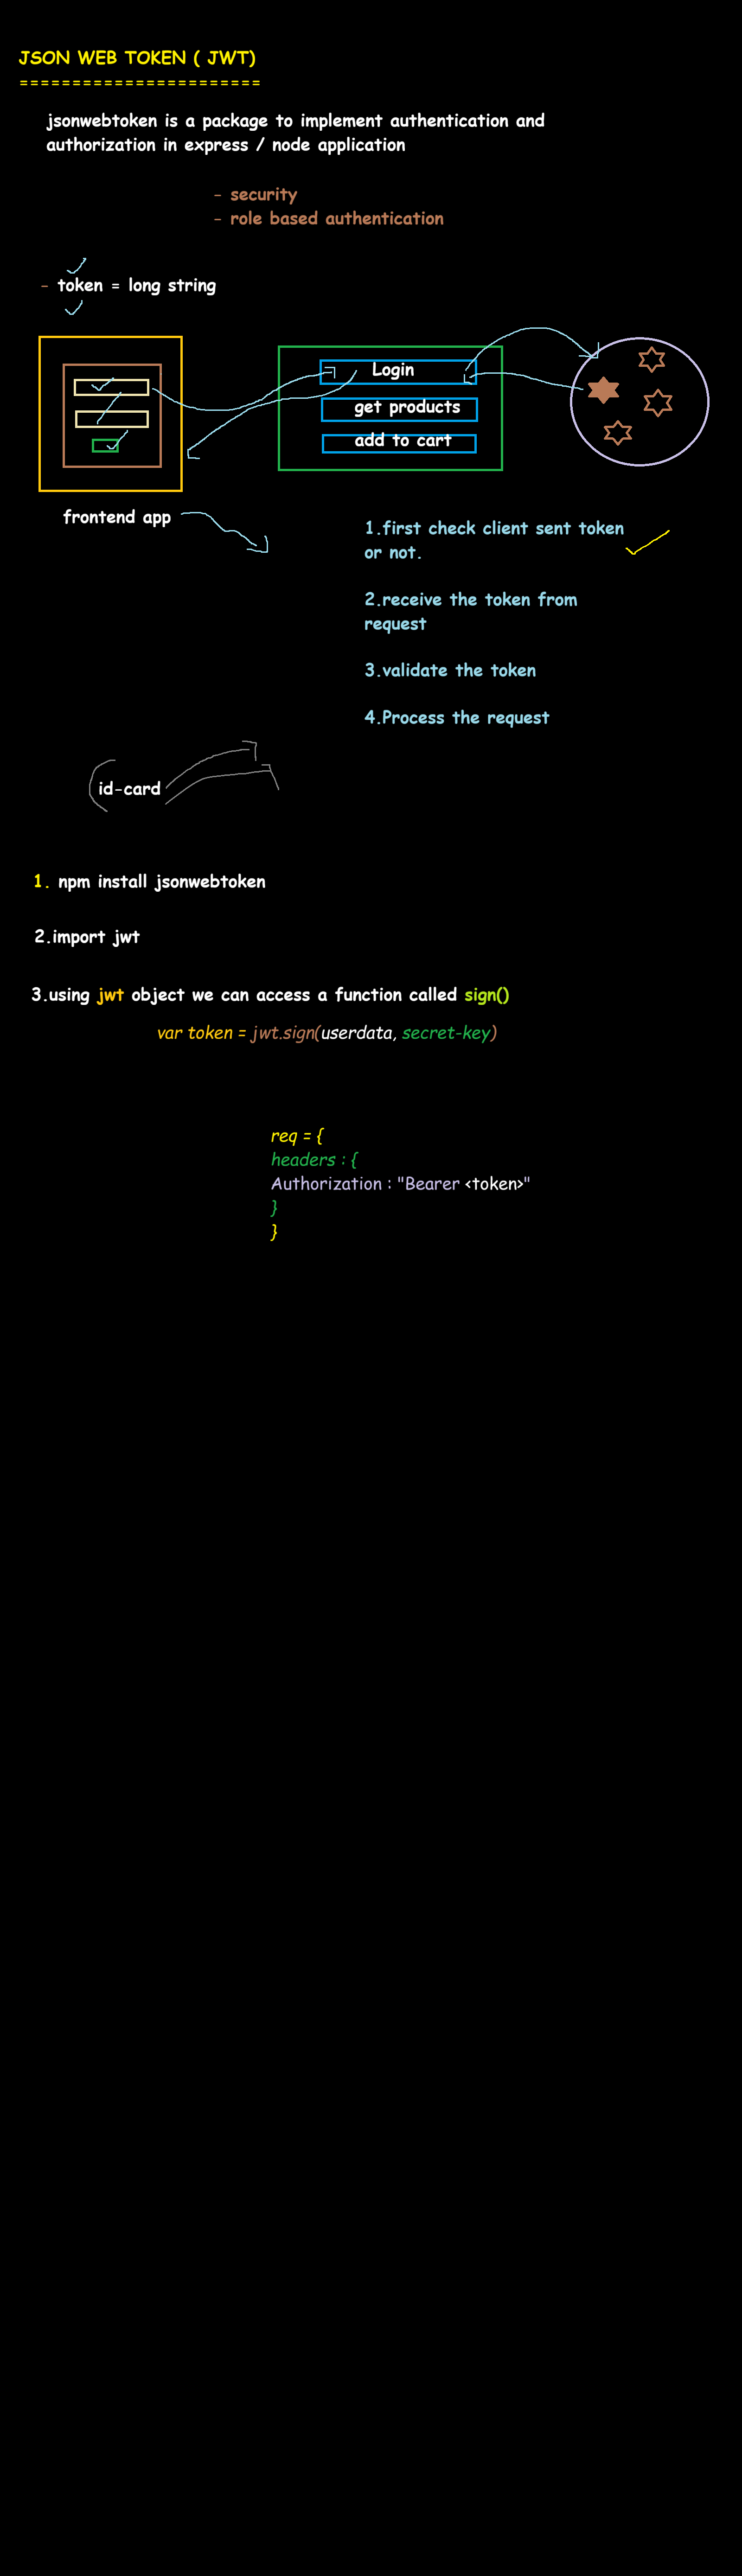 JSON WEB TOKEN ( JWT)
=======================
jsonwebtoken is a package to implement authentication and
authorization in express / node application
- security
- role based authentication
- token = long string
Login
get products
add to cart
frontend app
1.first check client sent token
or not.
2.receive the token from
request
3.validate the token
4.Process the request
id-card
1. npm install jsonwebtoken
2.import jwt
3.using jwt object we can access a function called sign()
var token = jwt.sign(userdata, secret-key)
req = {
headers : {
Authorization : "Bearer <token>"
}
}